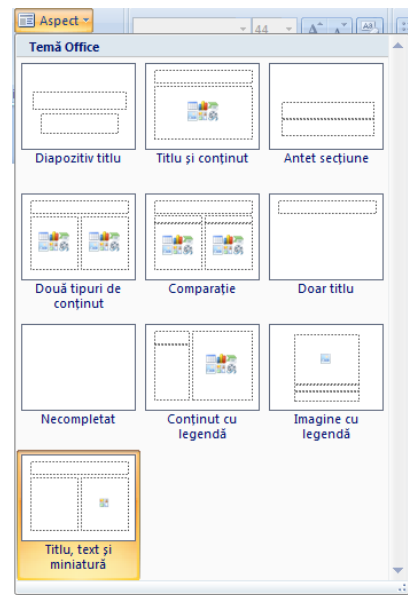 Aspect
44
Temă Office
Diapozitiv titlu
Titlu și conținut
Antet secțiune
Două tipuri de
conținut
Comparație
Doar titlu
Necompletat
Conținut cu
legendă
Imagine cu
legendă
Titlu, text și
miniatură